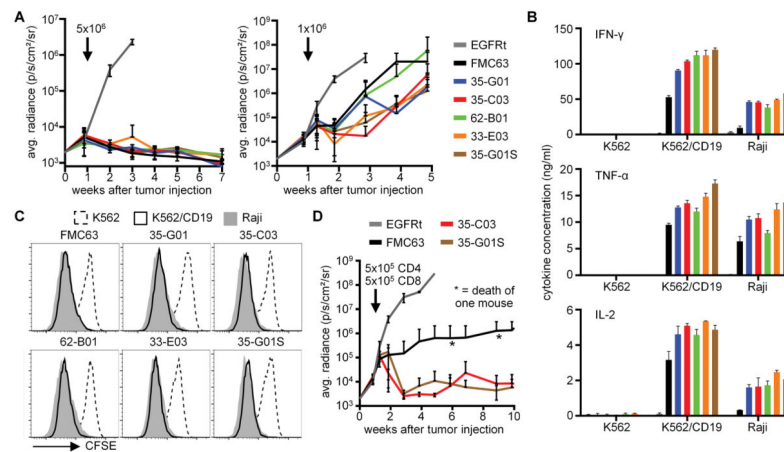 A
5x10⁶
avg. radiance (p/s/cm²/sr)
10⁷
10⁶
10⁵
10⁴
10³
0 1 2 3 4 5 6 7
weeks after tumor injection
1x10⁶
avg. radiance (p/s/cm²/sr)
10⁹
10⁸
10⁷
10⁶
10⁵
10⁴
10³
0 1 2 3 4 5
weeks after tumor injection
EGFRt
FMC63
35-G01
35-C03
62-B01
33-E03
35-G01S
B
cytokine concentration (ng/ml)
IFN-γ
150
100
50
0
K562 K562/CD19 Raji
TNF-α
20
15
10
5
0
K562 K562/CD19 Raji
IL-2
6
4
2
0
K562 K562/CD19 Raji
C
K562 K562/CD19 Raji
FMC63 35-G01 35-C03
62-B01 33-E03 35-G01S
CFSE
D
EGFRt 35-C03
FMC63 35-G01S
5x10⁵ CD4
5x10⁵ CD8
* = death of
one mouse
* *
avg. radiance (p/s/cm²/sr)
10⁹
10⁸
10⁷
10⁶
10⁵
10⁴
10³
10²
0 2 4 6 8 10
weeks after tumor injection